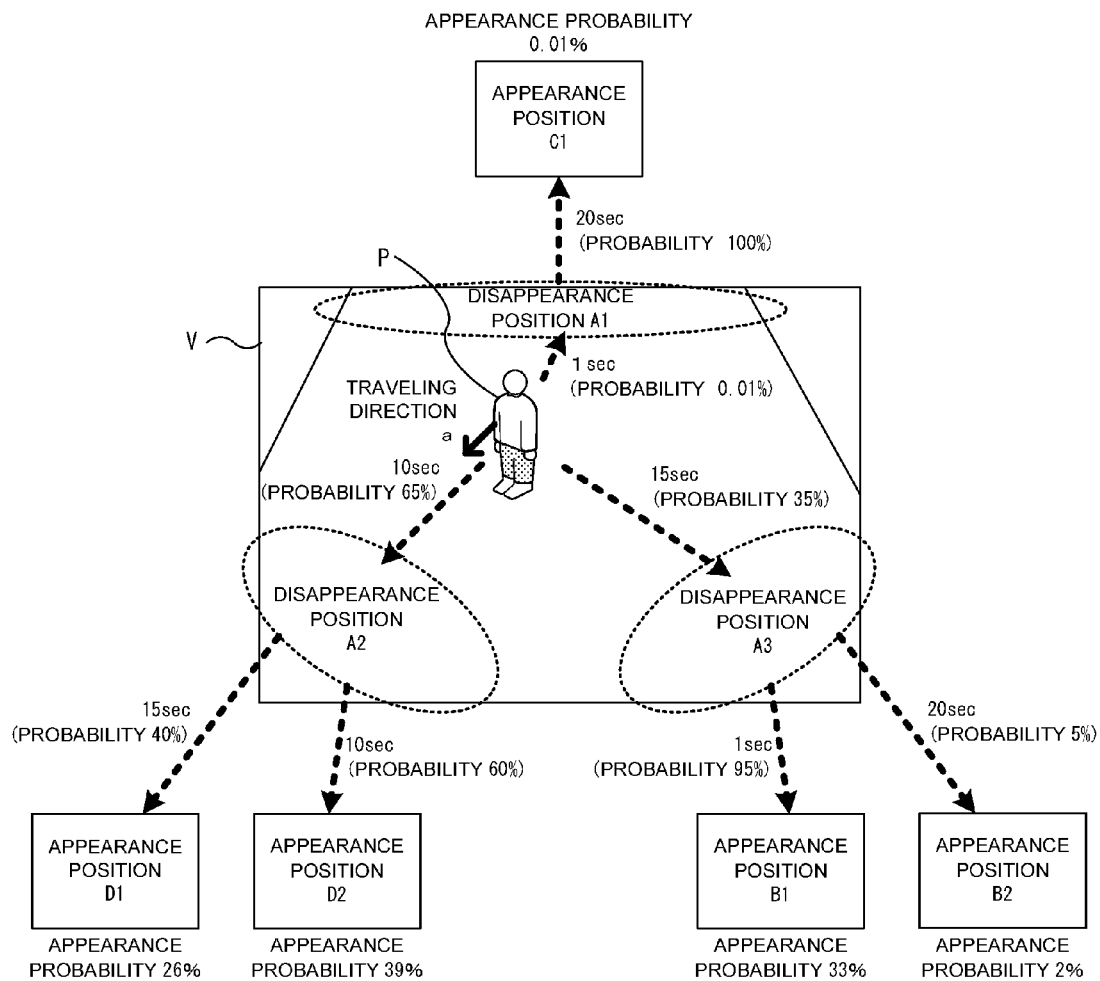 APPEARANCE PROBABILITY
0.01%
APPEARANCE
POSITION
C1
20sec
(PROBABILITY 100%)
P
DISAPPEARANCE
POSITION A1
V
1 sec
(PROBABILITY 0.01%)
TRAVELING
DIRECTION
a
10sec
(PROBABILITY 65%)
15sec
(PROBABILITY 35%)
DISAPPEARANCE
POSITION
A2
DISAPPEARANCE
POSITION
A3
15sec
(PROBABILITY 40%)
10sec
(PROBABILITY 60%)
1sec
(PROBABILITY 95%)
20sec
(PROBABILITY 5%)
APPEARANCE
POSITION
D1
APPEARANCE
POSITION
D2
APPEARANCE
POSITION
B1
APPEARANCE
POSITION
B2
APPEARANCE
PROBABILITY 26%
APPEARANCE
PROBABILITY 39%
APPEARANCE
PROBABILITY 33%
APPEARANCE
PROBABILITY 2%